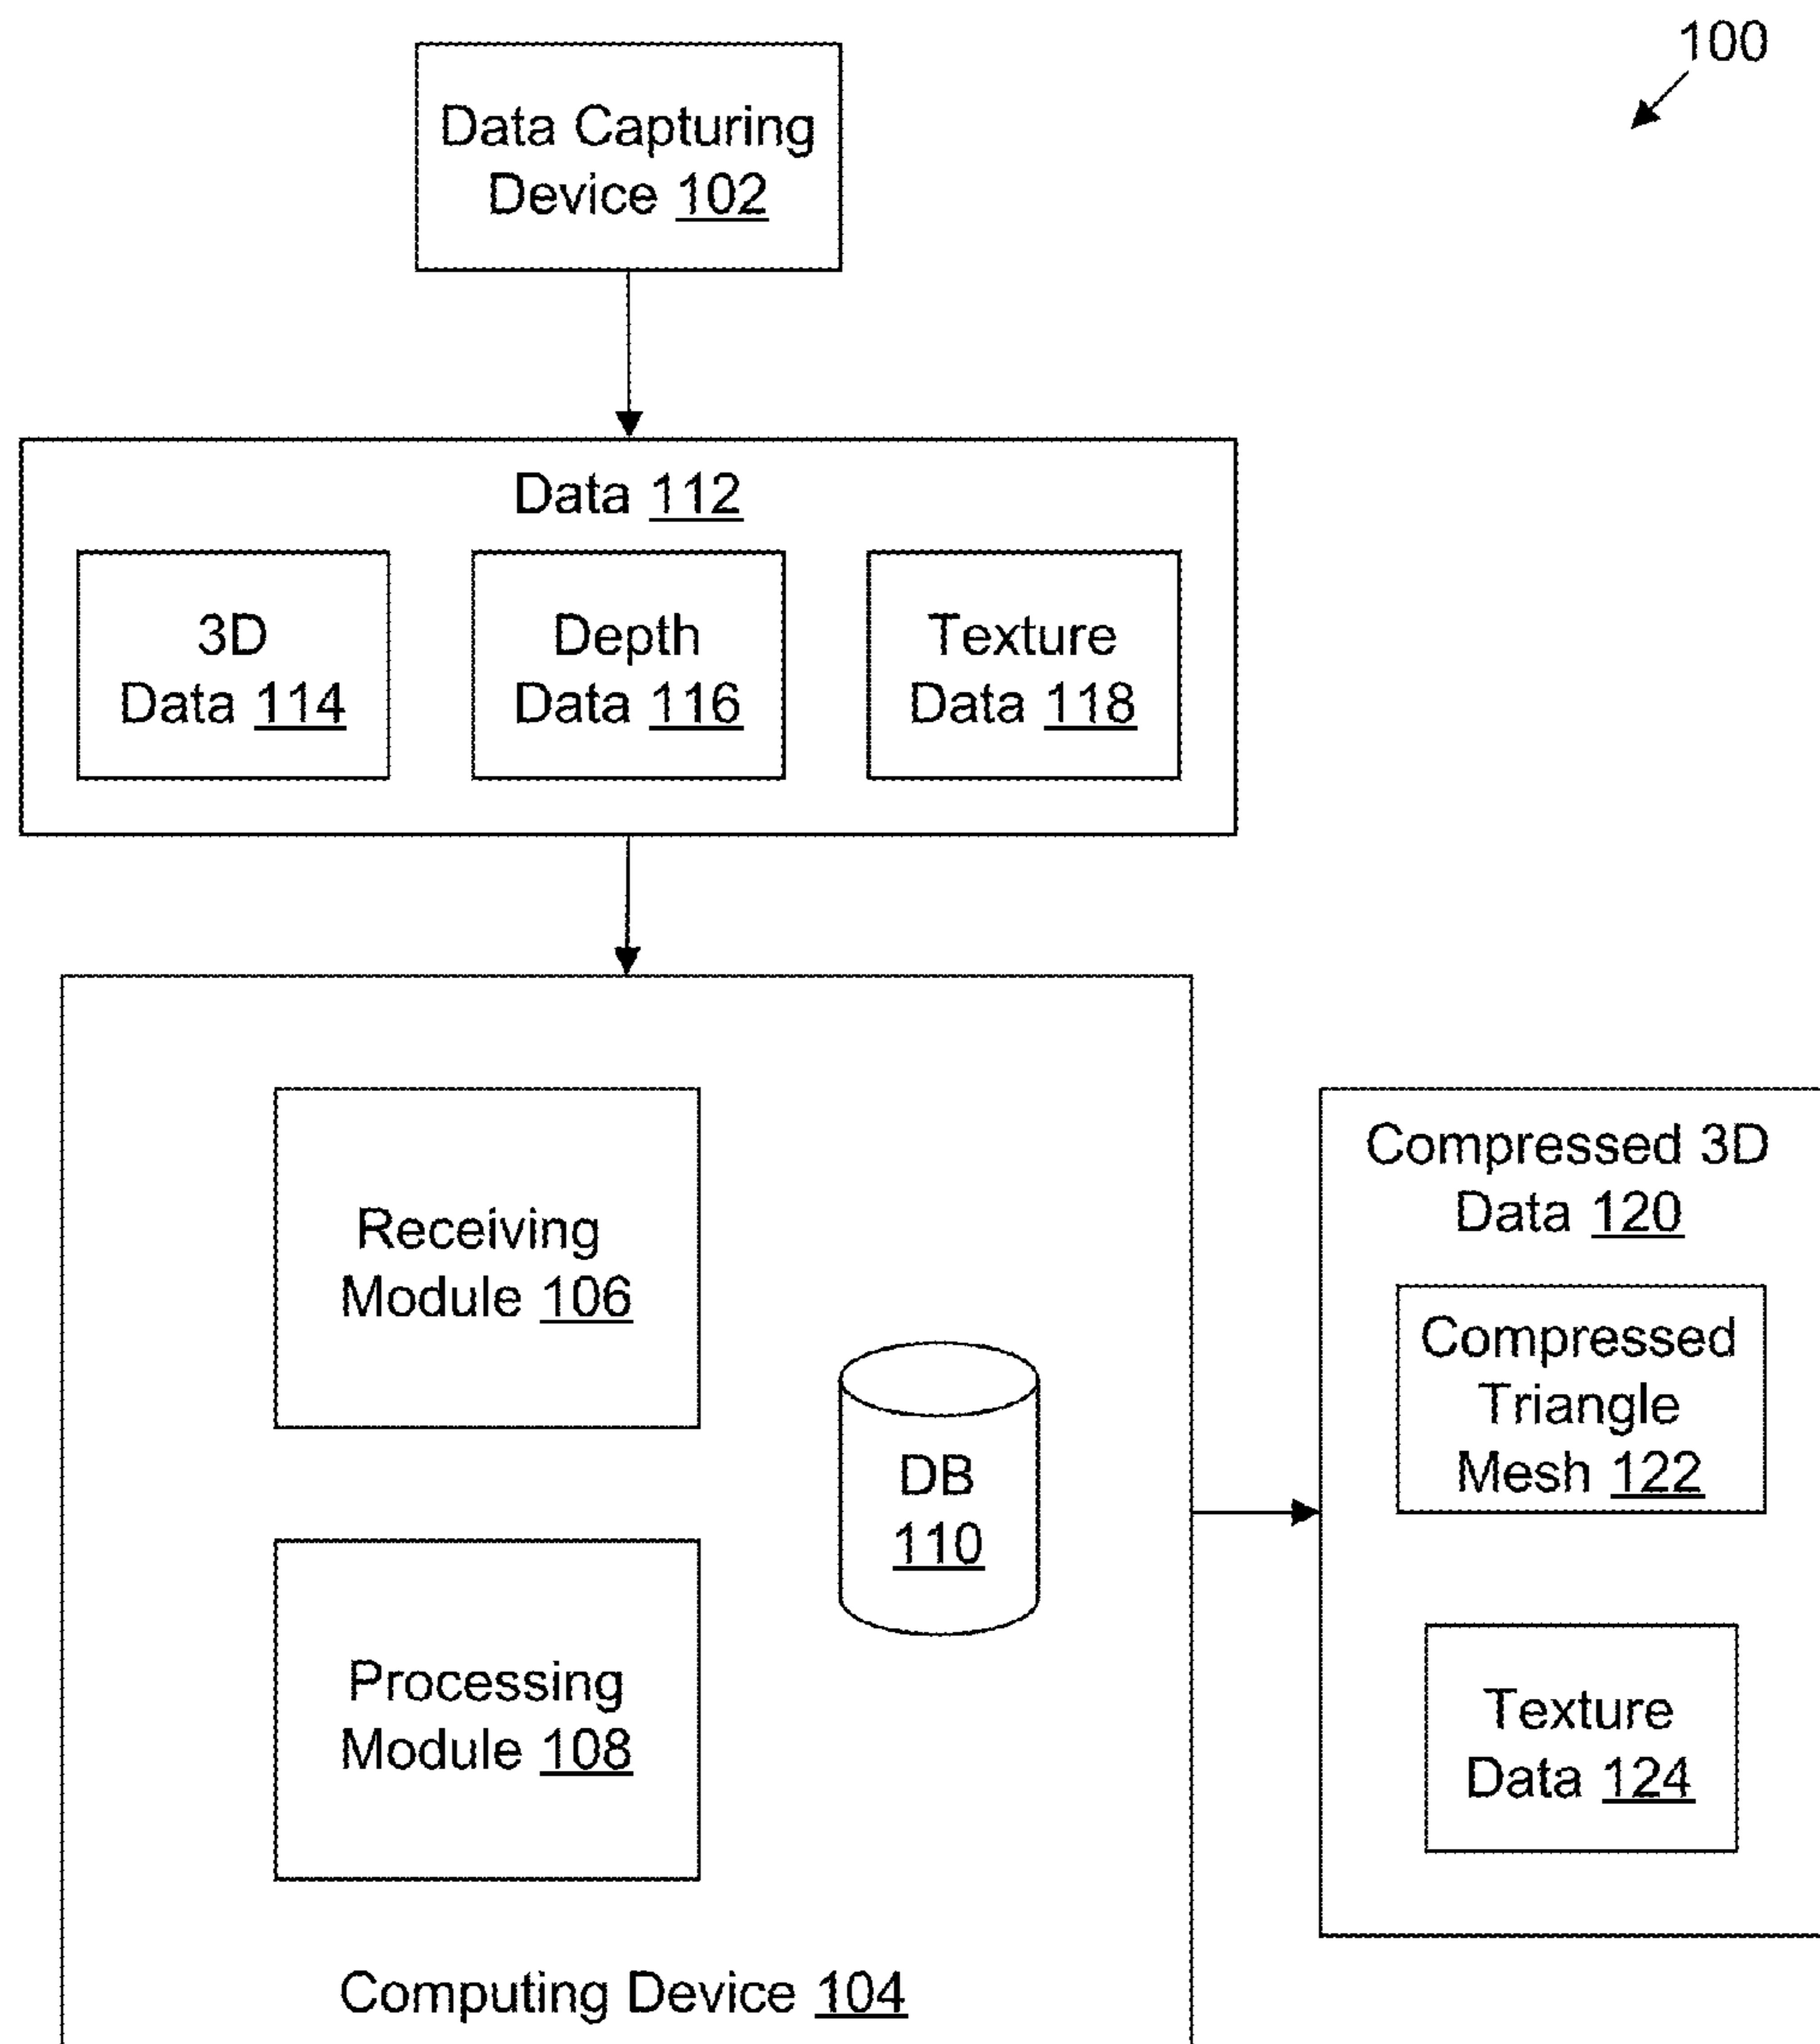 100
Data Capturing
Device 102
Data 112
3D
Data 114
Depth
Data 116
Texture
Data 118
Receiving
Module 106
Processing
Module 108
DB
110
Computing Device 104
Compressed 3D
Data 120
Compressed
Triangle
Mesh 122
Texture
Data 124